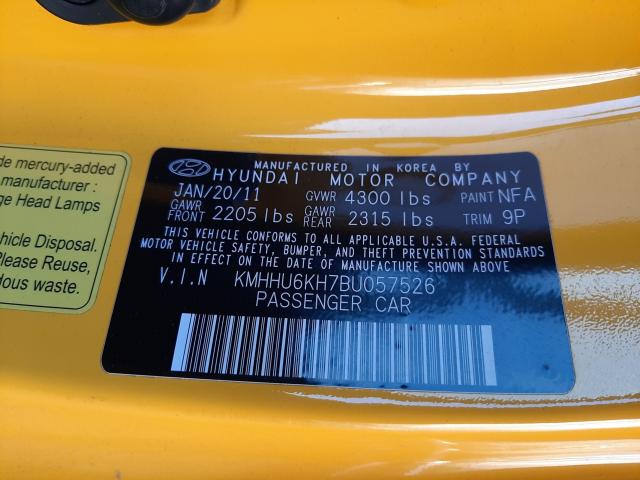 de mercury-added
manufacturer :
ge Head Lamps
hicle Disposal.
Please Reuse,
dous waste.
MANUFACTURED IN KOREA BY
HYUNDAI MOTOR COMPANY
JAN/20/11 GVWR 4300 lbs PAINT NFA
GAWR FRONT 2205 lbs GAWR REAR 2315 lbs TRIM 9P
THIS VEHICLE CONFORMS TO ALL APPLICABLE U.S.A. FEDERAL
MOTOR VEHICLE SAFETY, BUMPER, AND THEFT PREVENTION STANDARDS
IN EFFECT ON THE DATE OF MANUFACTURE SHOWN ABOVE
V.I.N KMHHU6KH7BU057526
PASSENGER CAR